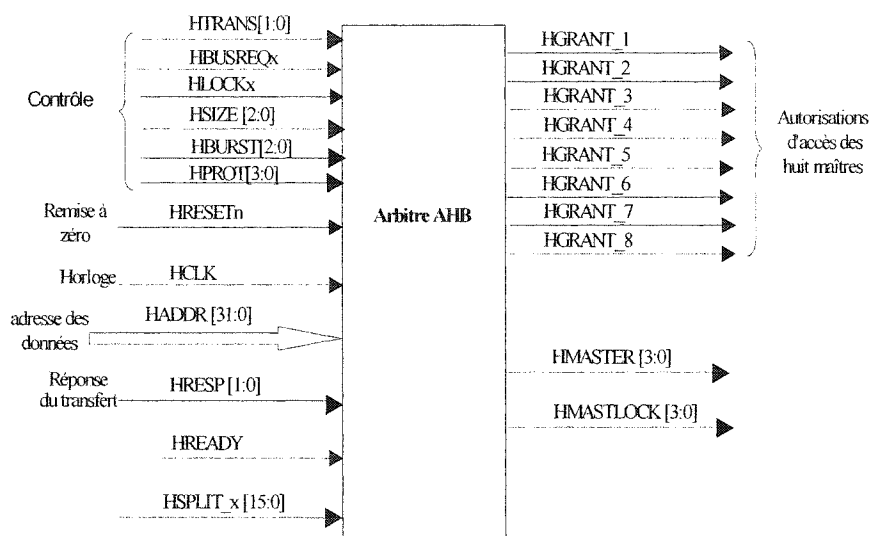 HTRANS[1:0]
HBUSREQx
HLOCKx
Contrôle
HSIZE [2:0]
HBURST[2:0]
HPROT[3:0]
Remise à
zéro
HRESETn
Horloge
HCLK
adresse des
données
HADDR [31:0]
Réponse
du transfert
HRESP [1:0]
HREADY
HSPLIT_x [15:0]
Arbitre AHB
HGRANT_1
HGRANT_2
HGRANT_3
HGRANT_4
HGRANT_5
HGRANT_6
HGRANT_7
HGRANT_8
Autorisations
d'accès des
huit maîtres
HMASTER [3:0]
HMASTLOCK [3:0]